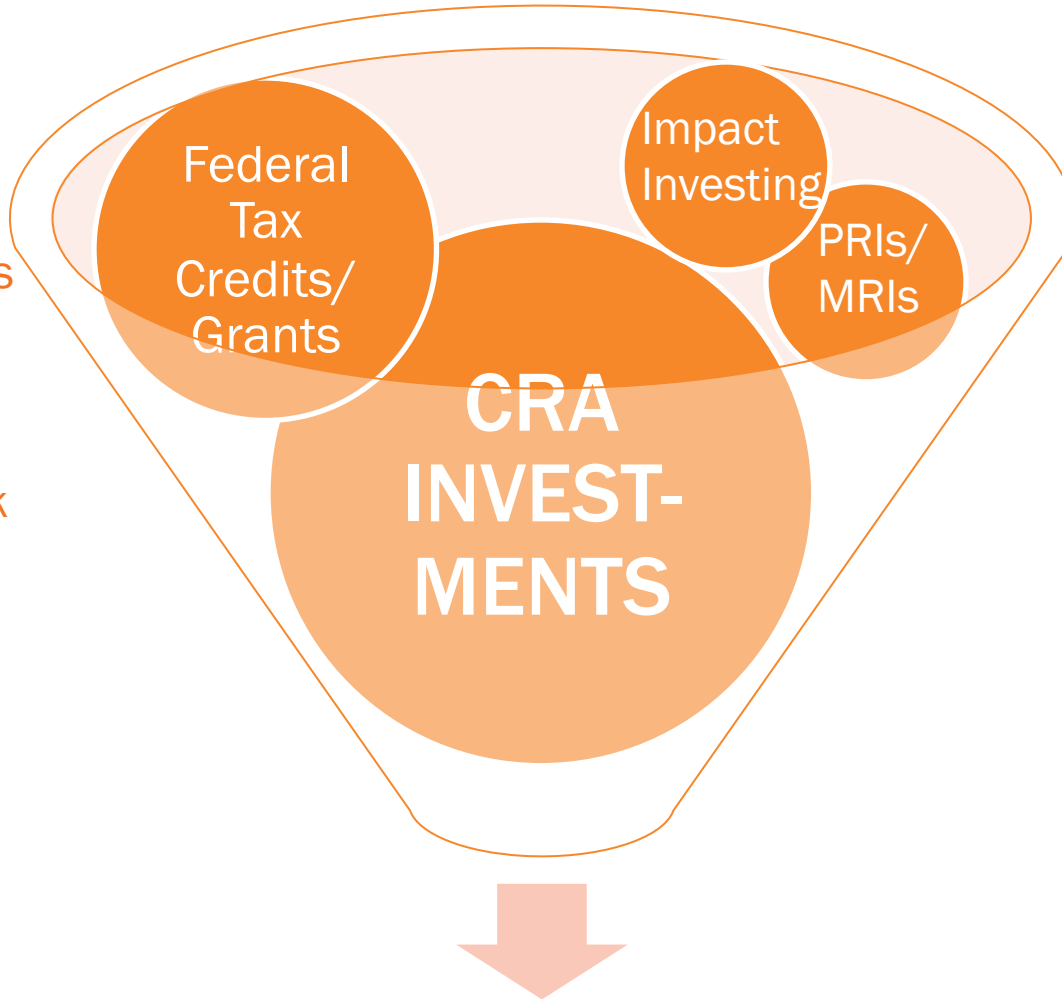 Federal
Tax
Credits/
Grants
Impact
Investing
PRIs/
MRIs
CRA
INVEST-
MENTS
s
k